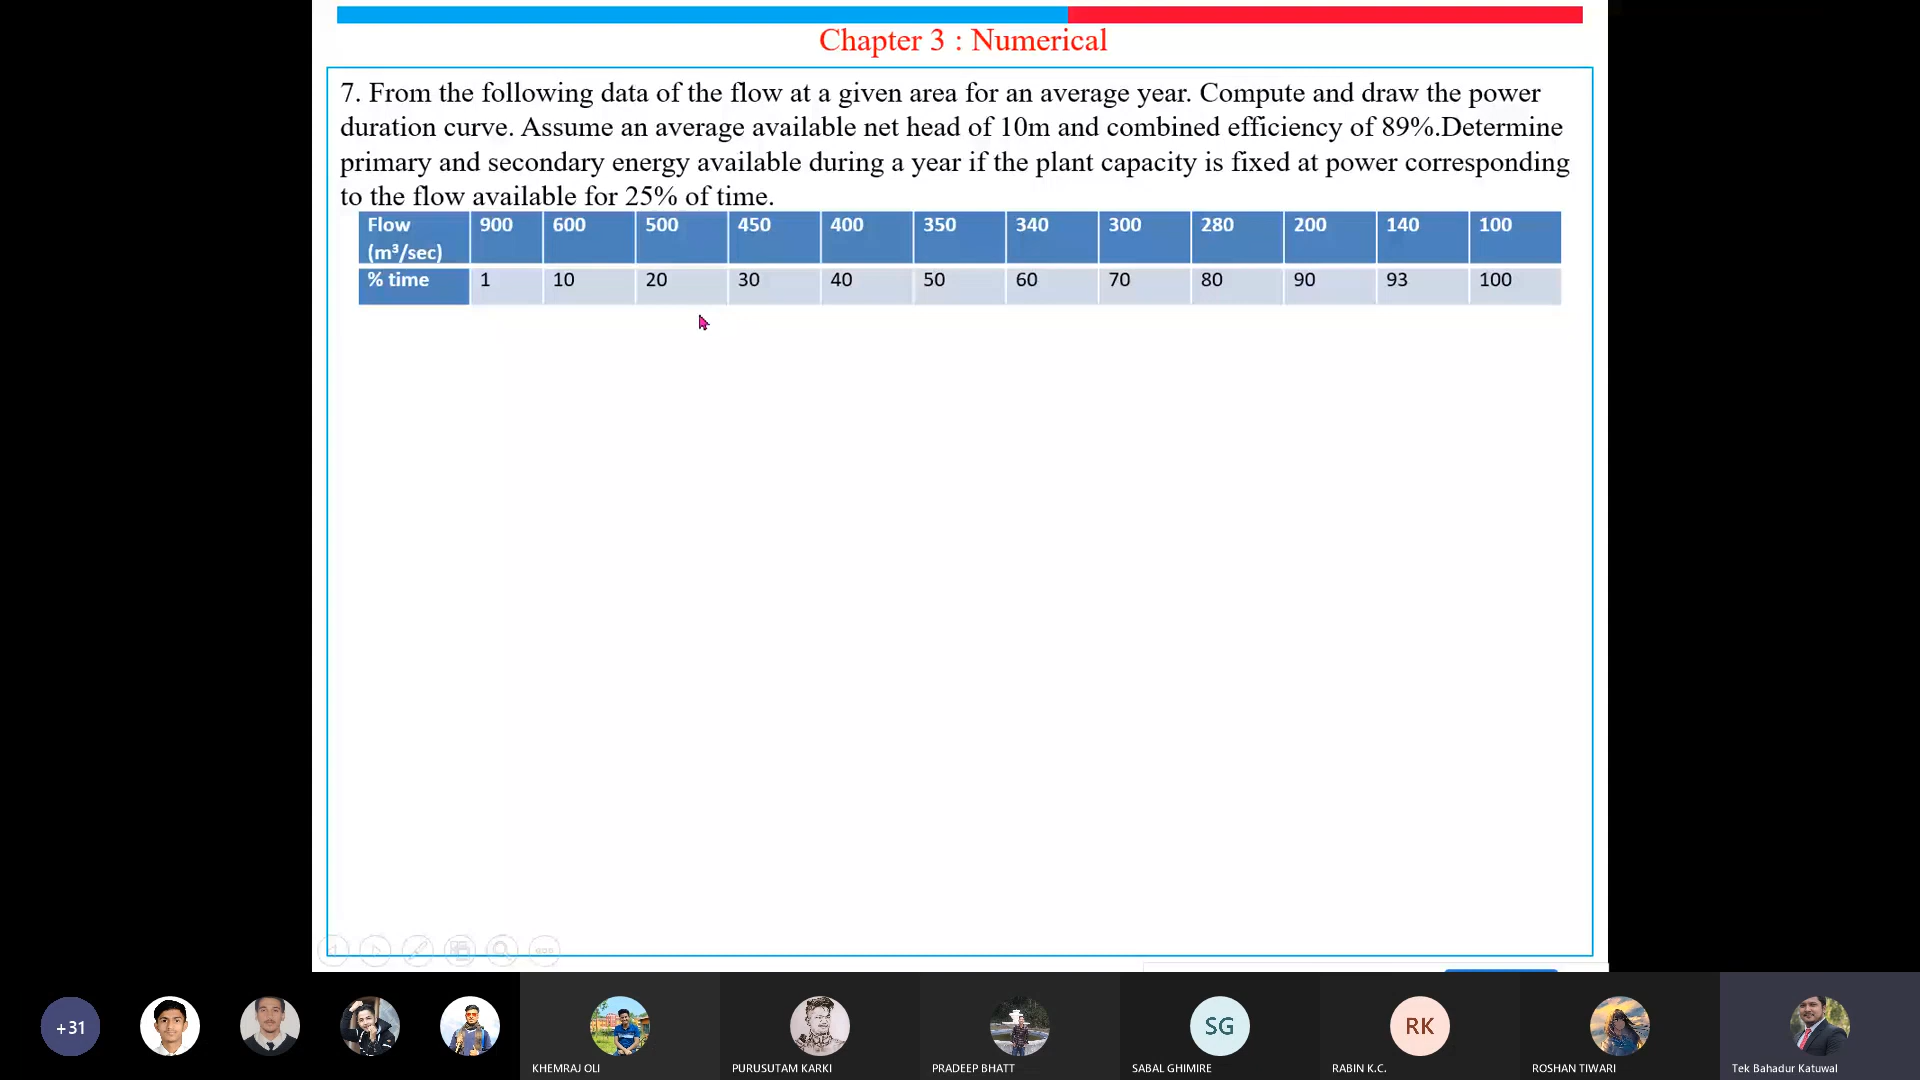 Chapter 3 : Numerical
7. From the following data of the flow at a given area for an average year. Compute and draw the power
duration curve. Assume an average available net head of 10m and combined efficiency of 89%.Determine
primary and secondary energy available during a year if the plant capacity is fixed at power corresponding
to the flow available for 25% of time.
Flow (m³/sec) 900 600 500 450 400 350 340 300 280 200 140 100
% time 1 10 20 30 40 50 60 70 80 90 93 100
+31
SG
RK
KHEMRAJ OLI
PURUSUTAM KARKI
PRADEEP BHATT
SABAL GHIMIRE
RABIN K.C.
ROSHAN TIWARI
Tek Bahadur Katuwal